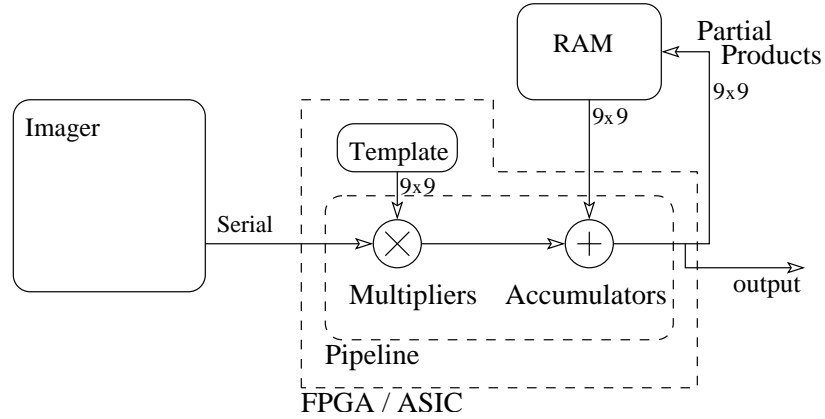 RAM
Partial
Products
9x9
9x9
Imager
Template
9x9
Serial
Multipliers
Accumulators
output
Pipeline
FPGA / ASIC